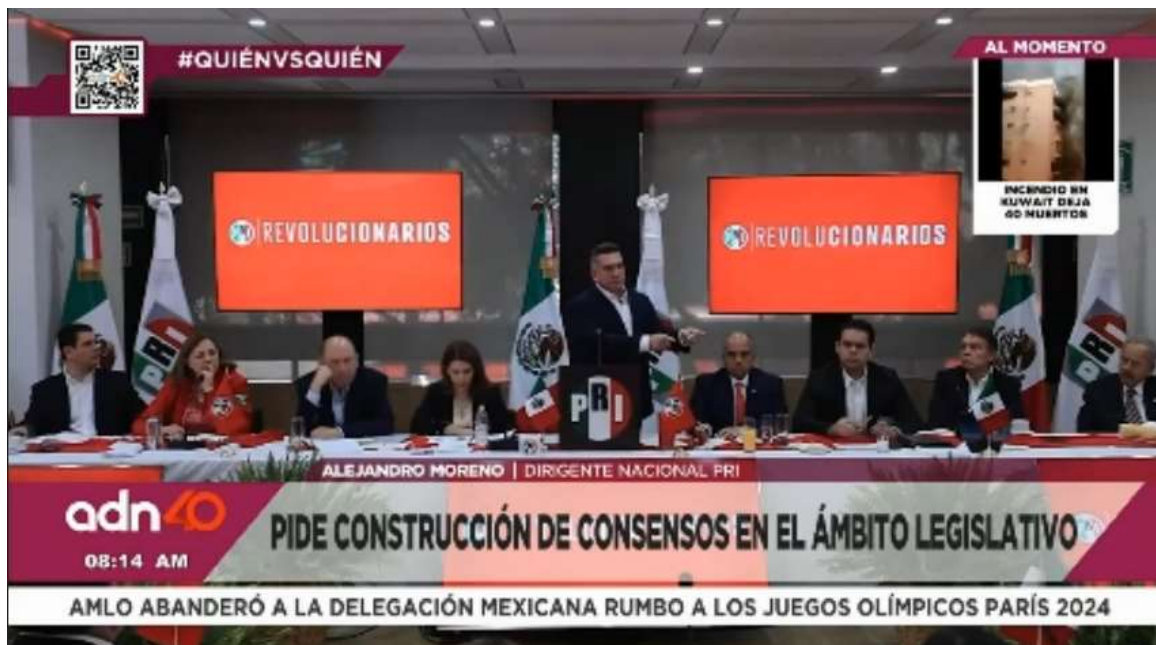 #QUIÉNVSQUIÉN
AL MOMENTO
INCENDIO EN
KUWAIT DEJA
40 MUERTOS
PRI REVOLUCIONARIOS
PRI REVOLUCIONARIOS
PRI
PRI
PRI
ALEJANDRO MORENO | DIRIGENTE NACIONAL PRI
adn40
PIDE CONSTRUCCIÓN DE CONSENSOS EN EL ÁMBITO LEGISLATIVO
08:14 AM
AMLO ABANDERÓ A LA DELEGACIÓN MEXICANA RUMBO A LOS JUEGOS OLÍMPICOS PARÍS 2024